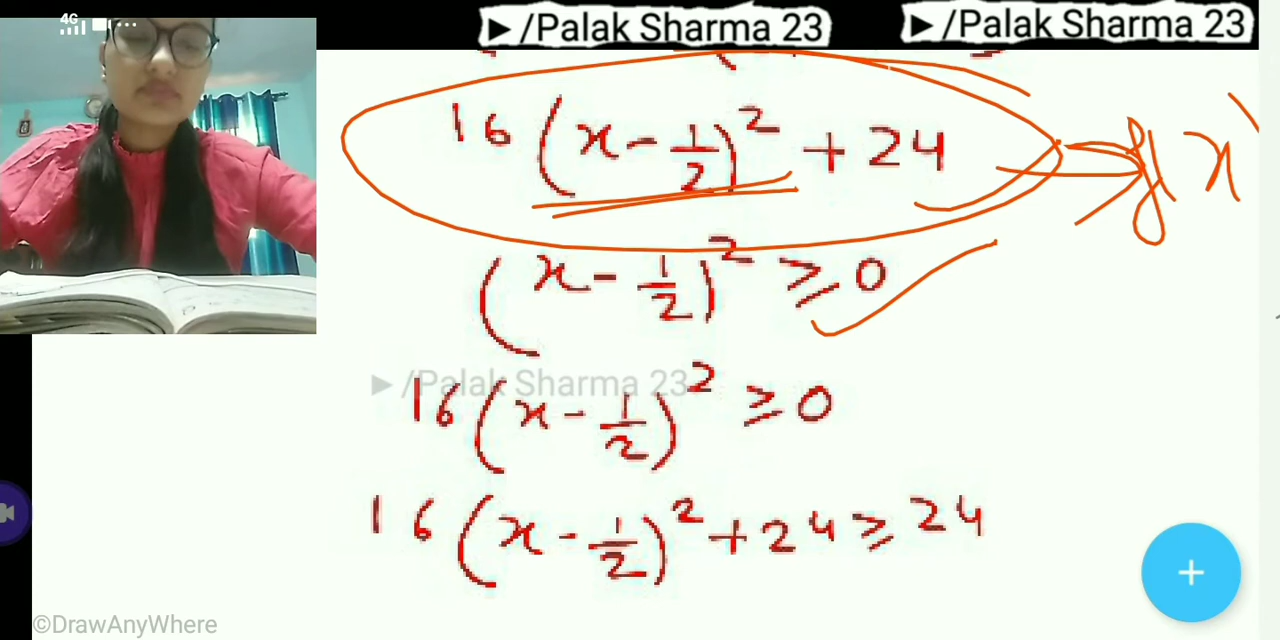 4G
▶/Palak Sharma 23 ▶/Palak Sharma 23
16(x - 1/2)² + 24 g(x)
(x - 1/2)² ≥ 0
▶/Palak Sharma 23
16(x - 1/2)² ≥ 0
16(x - 1/2)² + 24 ≥ 24
©DrawAnyWhere